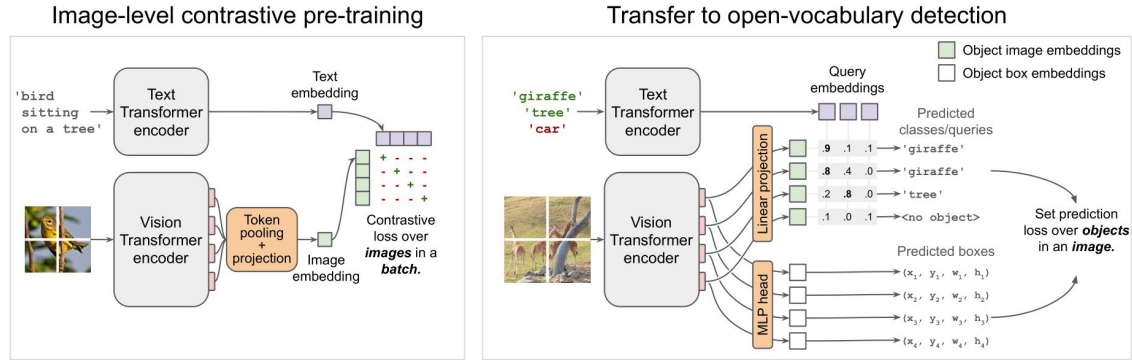 Image-level contrastive pre-training
'bird
sitting
on a tree'
Text
Transformer
encoder
Text
embedding
+ - - -
- + - -
- - + -
- - - +
Vision
Transformer
encoder
Token
pooling
+
projection
Image
embedding
Contrastive
loss over
images in a
batch.
Transfer to open-vocabulary detection
Object image embeddings
Object box embeddings
'giraffe'
'tree'
'car'
Text
Transformer
encoder
Query
embeddings
Predicted
classes/queries
Vision
Transformer
encoder
Linear projection
.9 .1 .1 'giraffe'
.8 .4 .0 'giraffe'
.2 .8 .0 'tree'
.1 .0 .1 <no object>
Set prediction
loss over objects
in an image.
Predicted boxes
MLP head
(x₁, y₁, w₁, h₁)
(x₂, y₂, w₂, h₂)
(x₃, y₃, w₃, h₃)
(x₄, y₄, w₄, h₄)